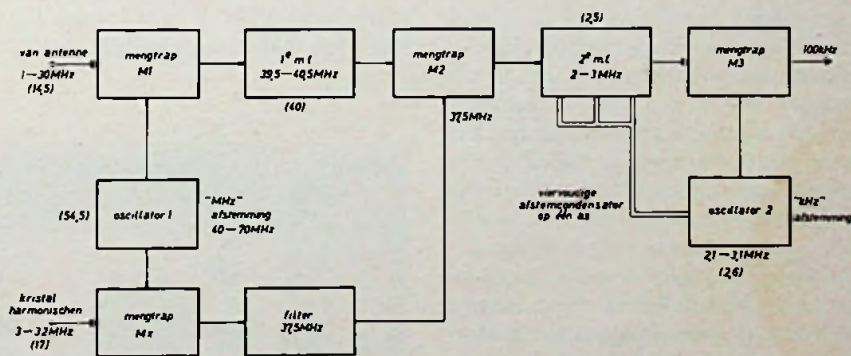 van antenne
1—30MHz
(14,5)
mengtrap
M1
1e m.f.
39,5—40,5MHz
(40)
mengtrap
M2
37,5MHz
(2,5)
2e m.f.
2—3MHz
mengtrap
M3
100kHz
(54,5)
oscillator 1
"MHz"
afstemming
40—70MHz
viervoudige
afstemcondensator
op één as
oscillator 2
"kHz"
afstemming
2,1—3,1MHz
(2,6)
kristal
harmonischen
3—32MHz
(17)
mengtrap
Mx
filter
37,5MHz